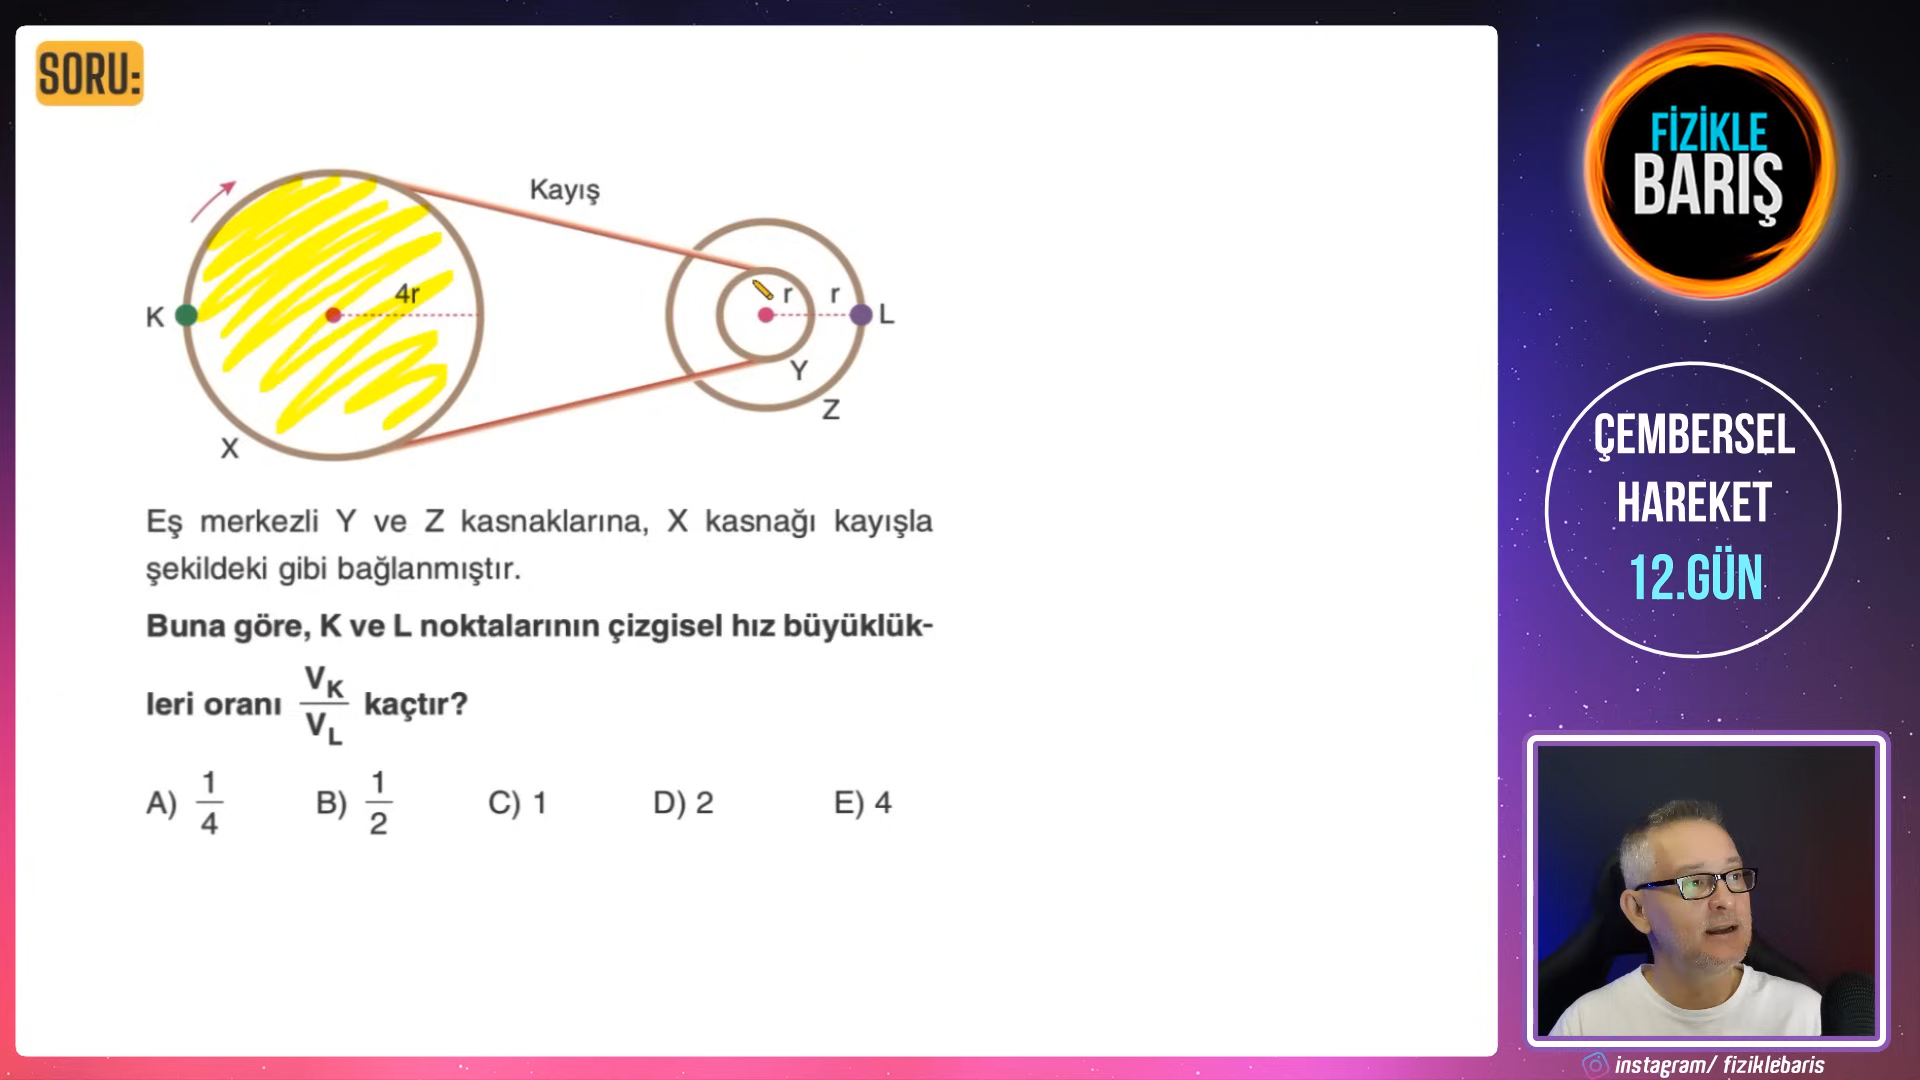 SORU:
Kayış
4r
r
r
K
L
Y
Z
X
Eş merkezli Y ve Z kasnaklarına, X kasnağı kayışla
şekildeki gibi bağlanmıştır.
Buna göre, K ve L noktalarının çizgisel hız büyüklük-
leri oranı V_K/V_L kaçtır?
A) 1/4 B) 1/2 C) 1 D) 2 E) 4
FİZİKLE
BARIŞ
ÇEMBERSEL
HAREKET
12.GÜN
instagram/ fiziklebaris